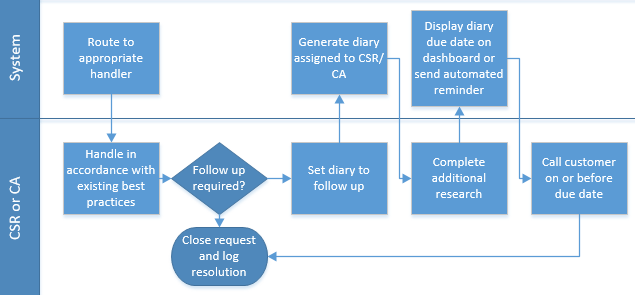 System
Route to
appropriate
handler
Generate diary
assigned to CSR/
CA
Display diary
due date on
dashboard or
send automated
reminder
CSR or CA
Handle in
accordance with
existing best
practices
Follow up
required?
Set diary to
follow up
Complete
additional
research
Call customer
on or before
due date
Close request
and log
resolution